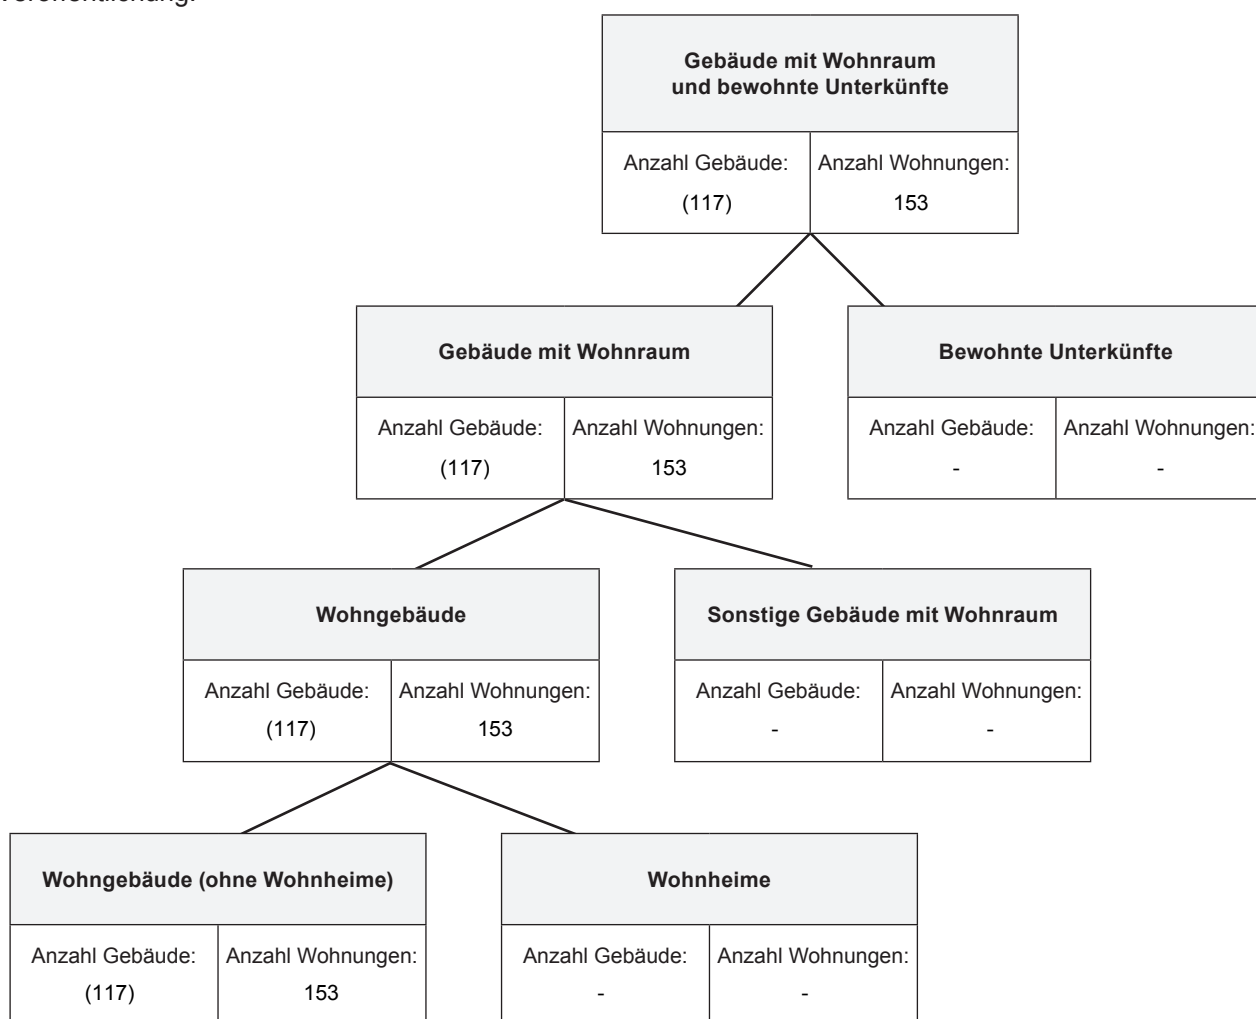 Veröffentlichung.
Gebäude mit Wohnraum
und bewohnte Unterkünfte
Anzahl Gebäude: Anzahl Wohnungen:
(117) 153
Gebäude mit Wohnraum
Bewohnte Unterkünfte
Anzahl Gebäude: Anzahl Wohnungen:
(117) 153
Anzahl Gebäude: Anzahl Wohnungen:
- -
Wohngebäude
Sonstige Gebäude mit Wohnraum
Anzahl Gebäude: Anzahl Wohnungen:
(117) 153
Anzahl Gebäude: Anzahl Wohnungen:
- -
Wohngebäude (ohne Wohnheime)
Wohnheime
Anzahl Gebäude: Anzahl Wohnungen:
(117) 153
Anzahl Gebäude: Anzahl Wohnungen:
- -